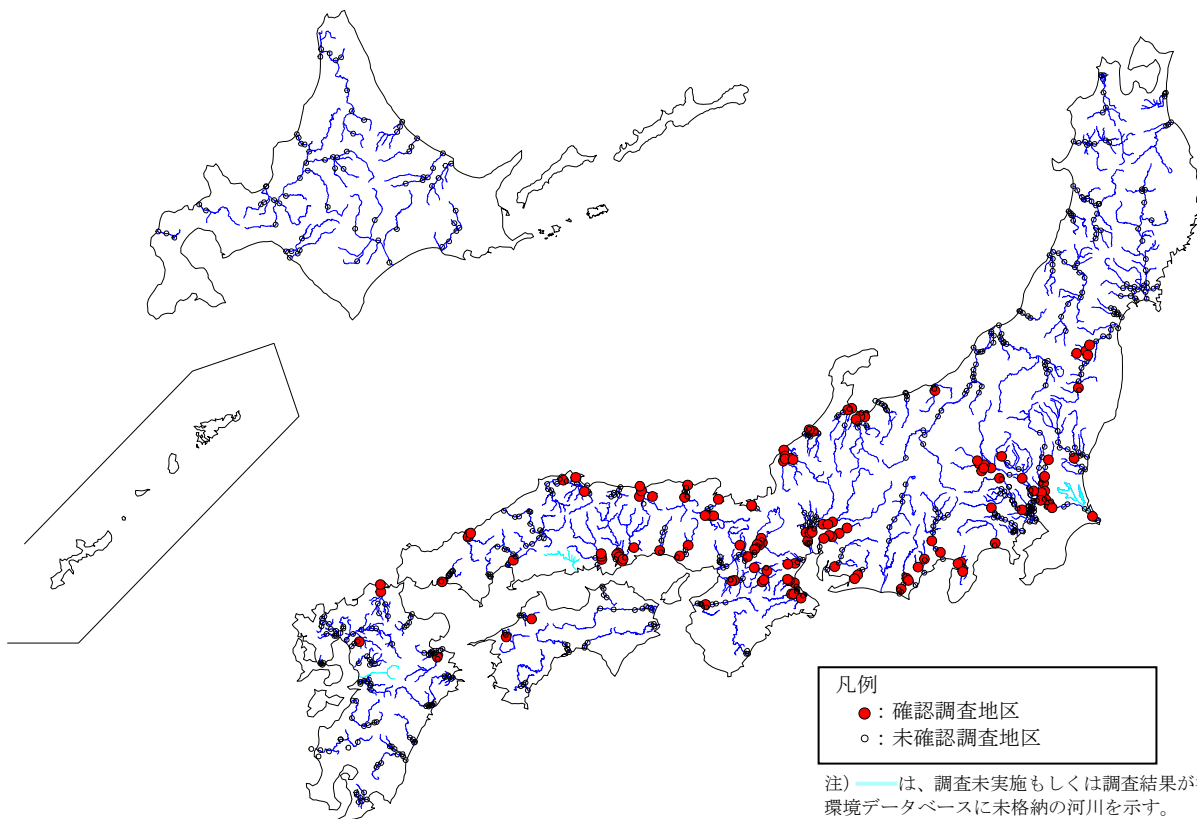 凡例
●：確認調査地区
○：未確認調査地区
注）　は、調査未実施もしくは調査結果が
環境データベースに未格納の河川を示す。